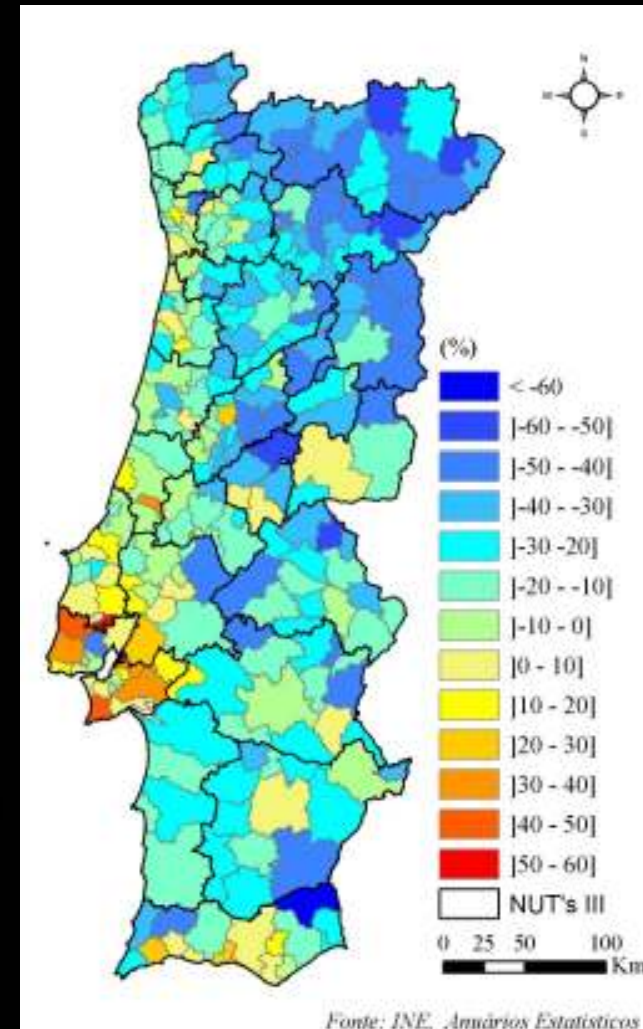 N
S
(%)
< -60
]-60 - -50]
]-50 - -40]
]-40 - -30]
]-30 -20]
]-20 - -10]
]-10 - 0]
]0 - 10]
]10 - 20]
]20 - 30]
]30 - 40]
]40 - 50]
]50 - 60]
NUT's III
0 25 50 100
Km
Fonte: INE, Anuários Estatísticos